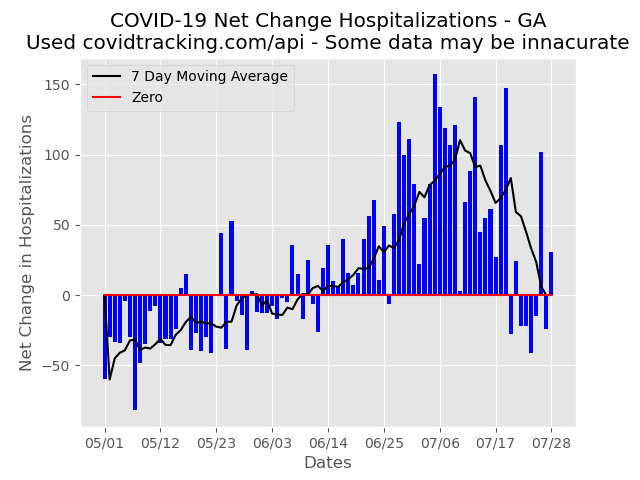 COVID-19 Net Change Hospitalizations - GA
Used covidtracking.com/api - Some data may be innacurate
7 Day Moving Average
Zero
Net Change in Hospitalizations
150
100
50
0
−50
05/01 05/12 05/23 06/03 06/14 06/25 07/06 07/17 07/28
Dates